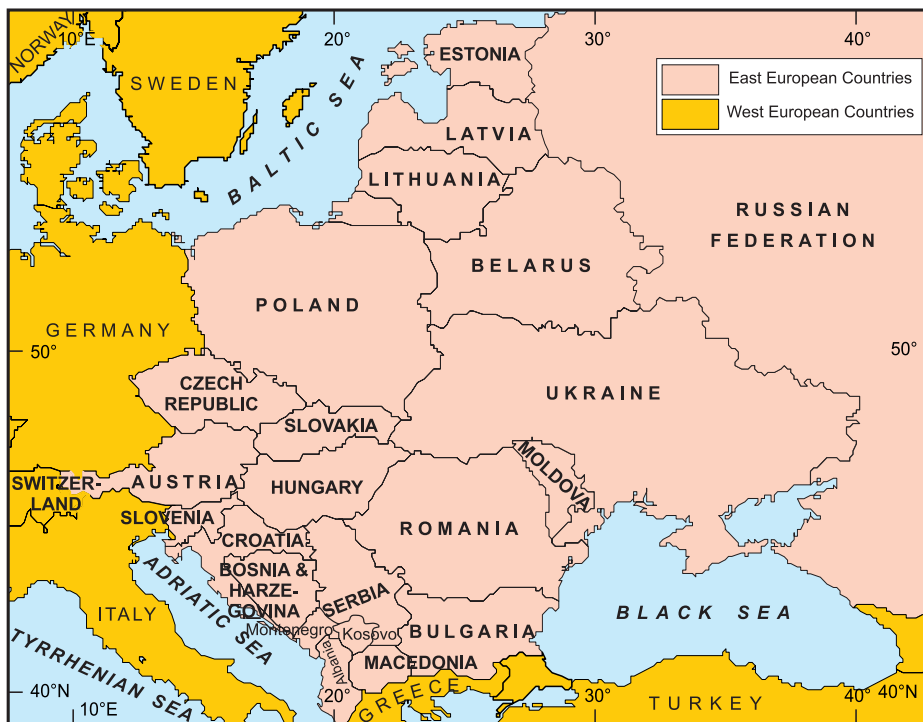 NORWAY
10°E
20°
30°
40°
SWEDEN
ESTONIA
BALTIC SEA
East European Countries
West European Countries
LATVIA
LITHUANIA
RUSSIAN
FEDERATION
BELARUS
POLAND
GERMANY
50°
50°
CZECH
REPUBLIC
UKRAINE
SLOVAKIA
MOLDOVA
SWITZER-
LAND
AUSTRIA
HUNGARY
SLOVENIA
ROMANIA
CROATIA
BOSNIA &
HARZE-
GOVINA
ADRIATIC SEA
SERBIA
ITALY
BLACK SEA
Montenegro
Kosovo
BULGARIA
Albania
MACEDONIA
TYRRHENIAN SEA
GREECE
TURKEY
40°N
10°E
20°
30°
40°
40°N